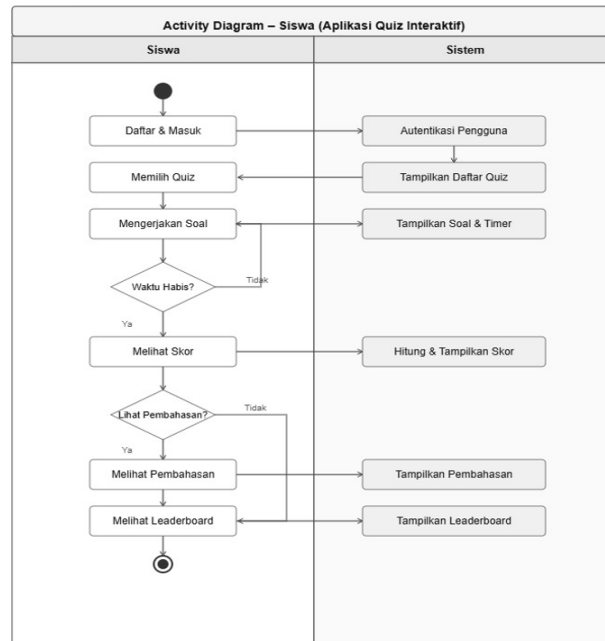 Activity Diagram – Siswa (Aplikasi Quiz Interaktif)
Siswa
Sistem
Daftar & Masuk
Autentikasi Pengguna
Memilih Quiz
Tampilkan Daftar Quiz
Mengerjakan Soal
Tampilkan Soal & Timer
Waktu Habis?
Tidak
Ya
Melihat Skor
Hitung & Tampilkan Skor
Lihat Pembahasan?
Tidak
Ya
Melihat Pembahasan
Tampilkan Pembahasan
Melihat Leaderboard
Tampilkan Leaderboard